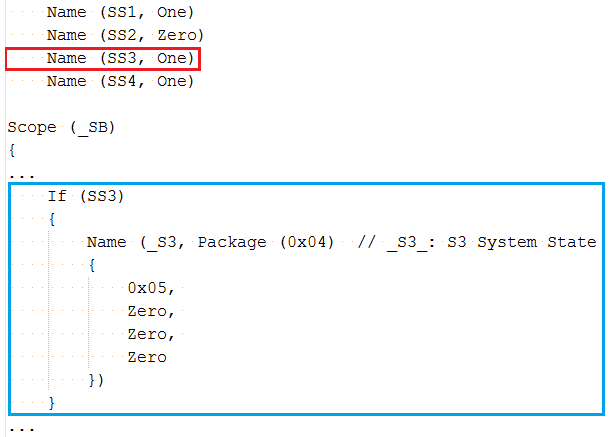 Name (SS1, One)
Name (SS2, Zero)
Name (SS3, One)
Name (SS4, One)
Scope (_SB)
{
...
If (SS3)
{
Name (_S3, Package (0x04)  // _S3_: S3 System State
{
0x05,
Zero,
Zero,
Zero
})
}
...